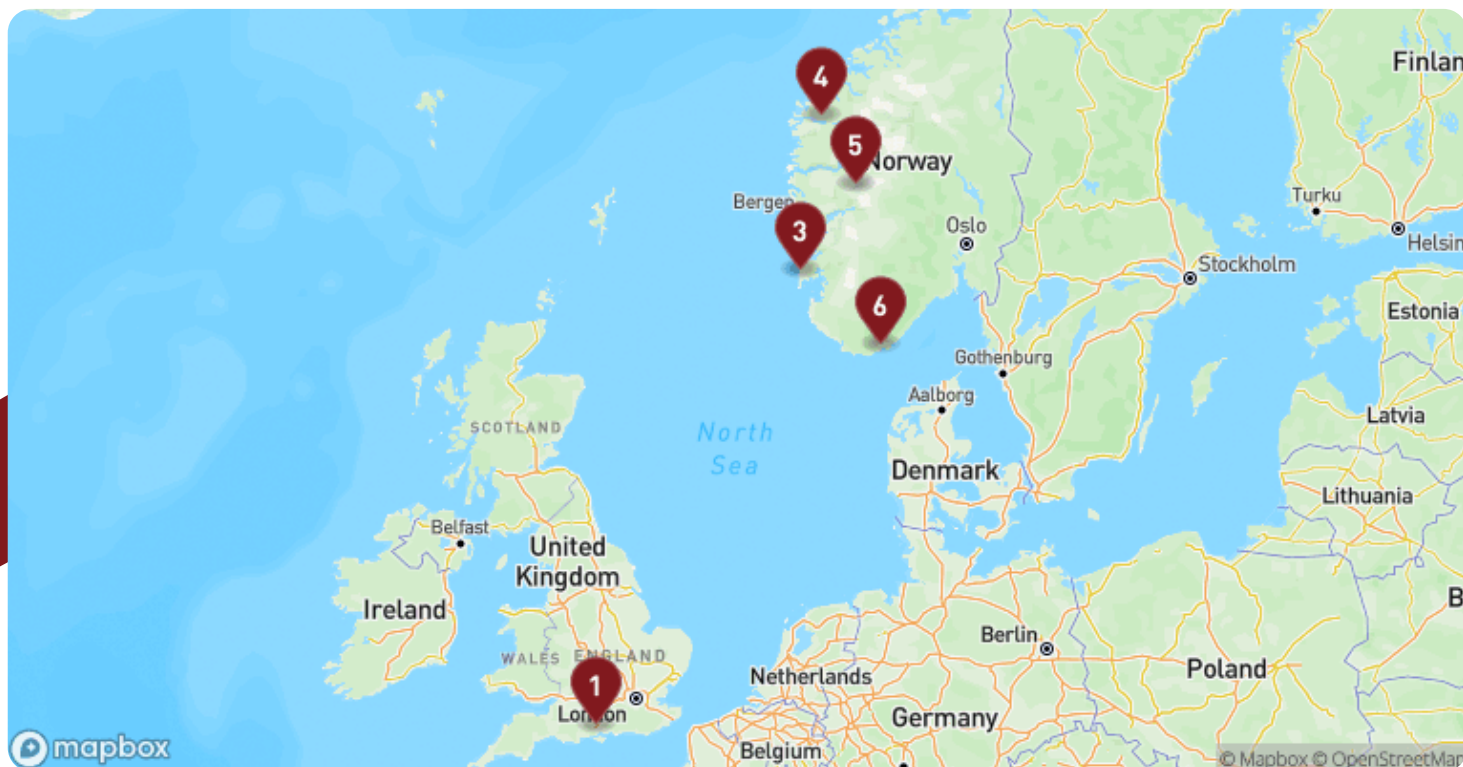 4
Finlan
5
Norway
Bergen
Turku
3
Oslo
Helsin
Stockholm
6
Estonia
Gothenburg
Aalborg
Latvia
SCOTLAND
North
Sea
Denmark
Lithuania
Belfast
United
Kingdom
B
Ireland
Berlin
WALES
ENGLAND
Poland
Netherlands
1
London
Germany
Belgium
mapbox
© Mapbox © OpenStreetMap